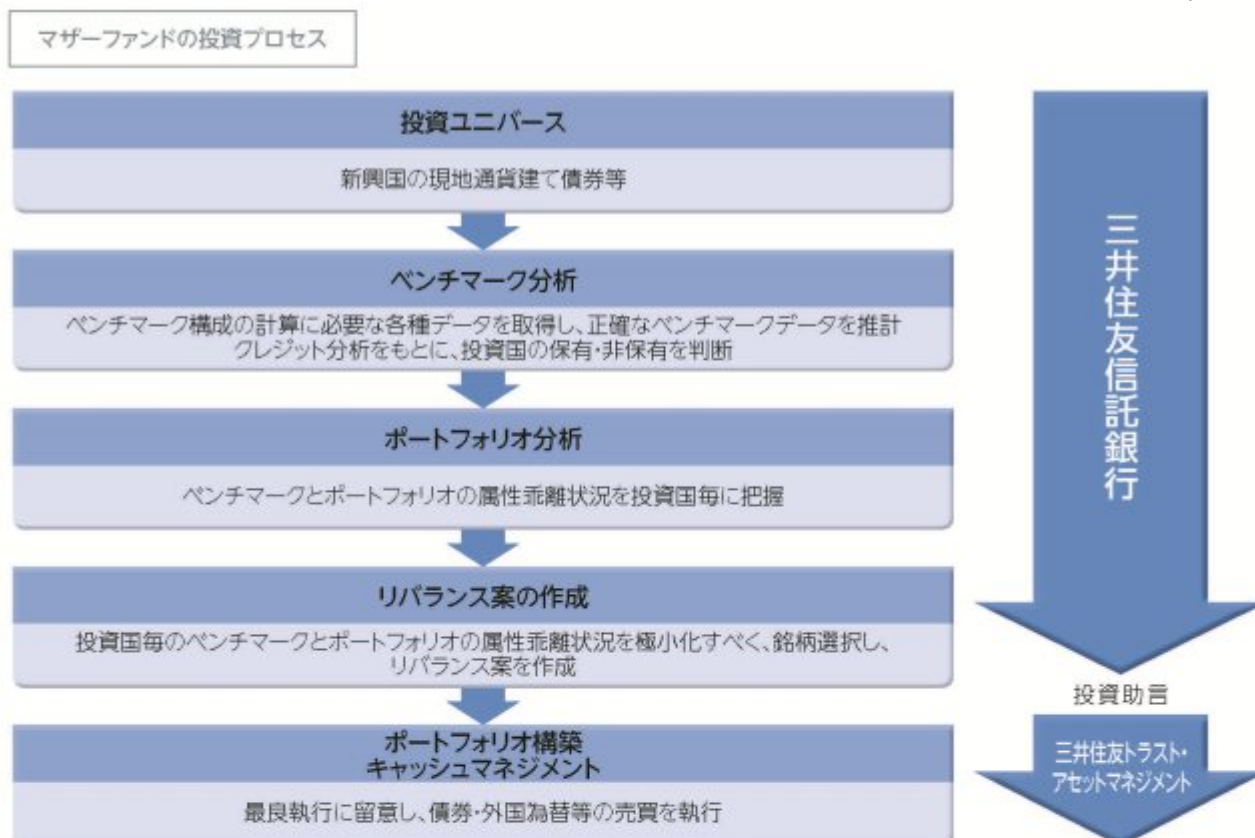 マザーファンドの投資プロセス
投資ユニバース
新興国の現地通貨建て債券等
ベンチマーク分析
ベンチマーク構成の計算に必要な各種データを取得し、正確なベンチマークデータを推計
クレジット分析をもとに、投資国の保有・非保有を判断
ポートフォリオ分析
ベンチマークとポートフォリオの属性乖離状況を投資国毎に把握
リバランス案の作成
投資国毎のベンチマークとポートフォリオの属性乖離状況を極小化すべく、銘柄選択し、
リバランス案を作成
ポートフォリオ構築
キャッシュマネジメント
最良執行に留意し、債券・外国為替等の売買を執行
三井住友信託銀行
投資助言
三井住友トラスト・
アセットマネジメント